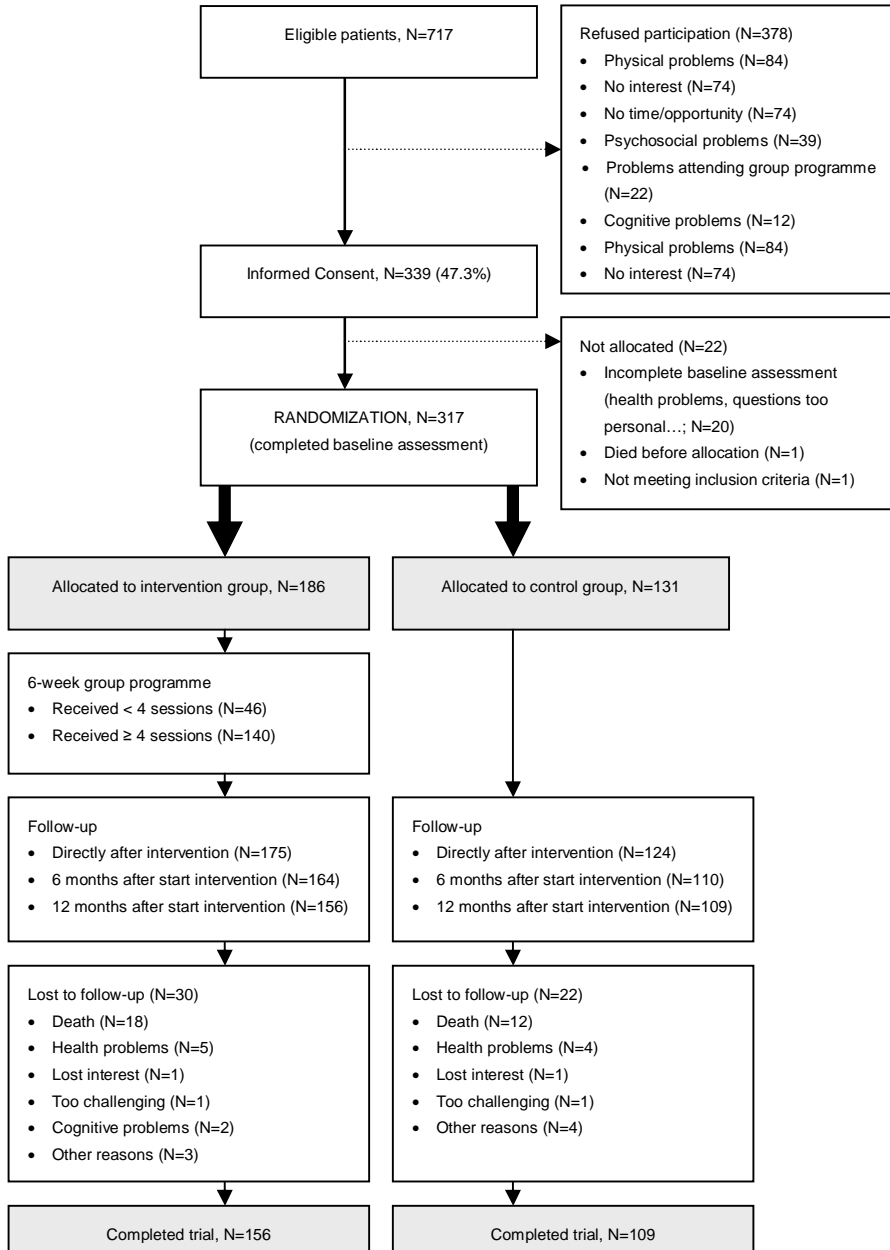 Eligible patients, N=717
Refused participation (N=378)
• Physical problems (N=84)
• No interest (N=74)
• No time/opportunity (N=74)
• Psychosocial problems (N=39)
• Problems attending group programme
(N=22)
• Cognitive problems (N=12)
• Physical problems (N=84)
• No interest (N=74)
Informed Consent, N=339 (47.3%)
Not allocated (N=22)
• Incomplete baseline assessment
(health problems, questions too
personal…; N=20)
• Died before allocation (N=1)
• Not meeting inclusion criteria (N=1)
RANDOMIZATION, N=317
(completed baseline assessment)
Allocated to intervention group, N=186
Allocated to control group, N=131
6-week group programme
• Received < 4 sessions (N=46)
• Received ≥ 4 sessions (N=140)
Follow-up
• Directly after intervention (N=175)
• 6 months after start intervention (N=164)
• 12 months after start intervention (N=156)
Follow-up
• Directly after intervention (N=124)
• 6 months after start intervention (N=110)
• 12 months after start intervention (N=109)
Lost to follow-up (N=30)
• Death (N=18)
• Health problems (N=5)
• Lost interest (N=1)
• Too challenging (N=1)
• Cognitive problems (N=2)
• Other reasons (N=3)
Lost to follow-up (N=22)
• Death (N=12)
• Health problems (N=4)
• Lost interest (N=1)
• Too challenging (N=1)
• Other reasons (N=4)
Completed trial, N=156
Completed trial, N=109